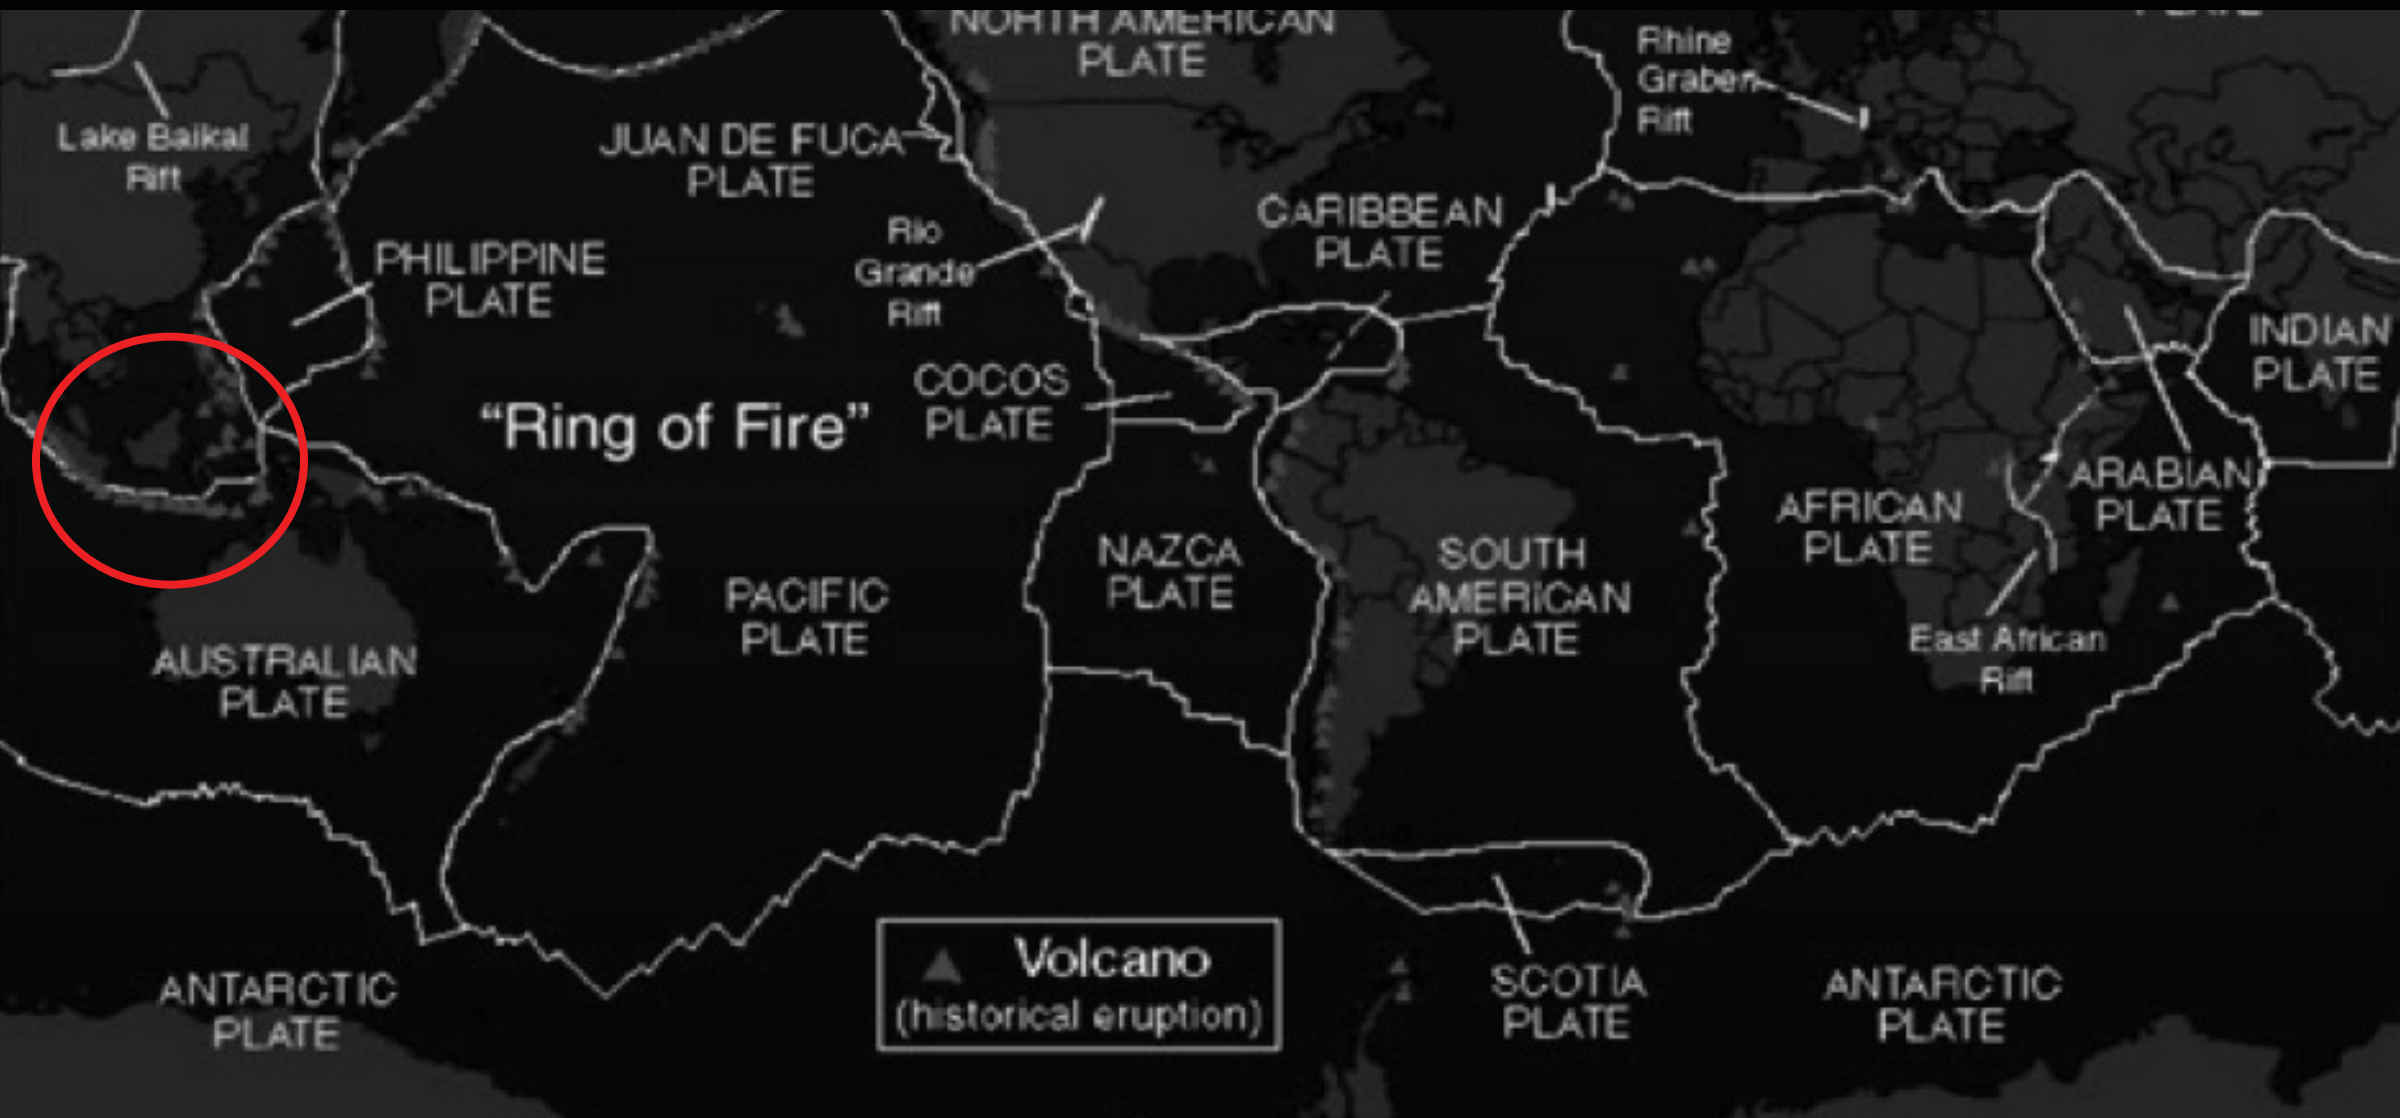 NORTH AMERICAN
PLATE
Rhine
Graben
Rift
Lake Baikal
Rift
JUAN DE FUCA
PLATE
CARIBBEAN
PLATE
Rio
Grande
Rift
PHILIPPINE
PLATE
INDIAN
PLATE
COCOS
PLATE
“Ring of Fire”
ARABIAN
PLATE
AFRICAN
PLATE
NAZCA
PLATE
SOUTH
AMERICAN
PLATE
PACIFIC
PLATE
East African
Rift
AUSTRALIAN
PLATE
Volcano
(historical eruption)
ANTARCTIC
PLATE
SCOTIA
PLATE
ANTARCTIC
PLATE